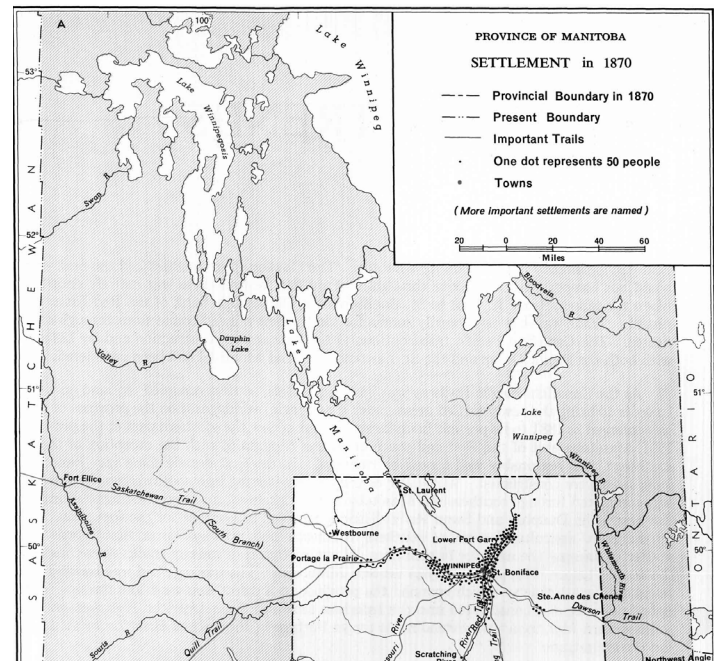 A
100°
PROVINCE OF MANITOBA
SETTLEMENT in 1870
Provincial Boundary in 1870
Present Boundary
Important Trails
One dot represents 50 people
Towns
(More important settlements are named)
20 0 20 40 60
Miles
Lake Winnipeg
Lake Winnipegosis
53°
Swan R
52°
SASKATCHEWAN
Bloodvein R
Dauphin Lake
Valley R
Lake Manitoba
51°
ONTARIO
Lake Winnipeg
Winnipeg R
Fort Ellice
Saskatchewan Trail
(South Branch)
St. Laurent
Assiniboine R
Westbourne
Lower Fort Garry
50°
50°
Whitemouth River
Portage la Prairie
WINNIPEG
St. Boniface
Ste. Anne des Chenes
Dawson Trail
Souris R
Quill Trail
River
River
Red
Trail
Scratching
Northwest Angle